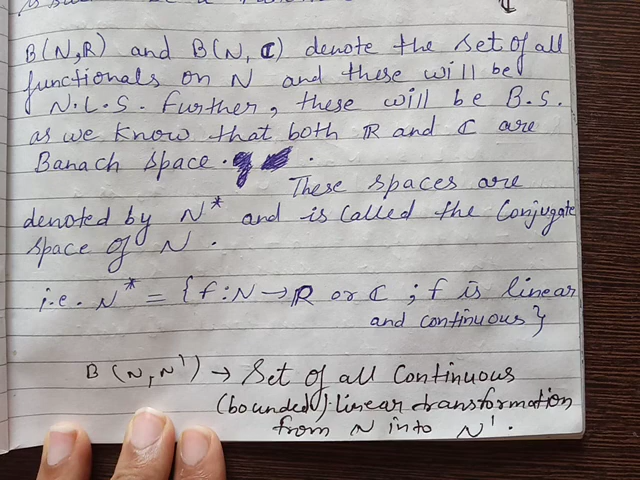 B(N,R) and B(N, C) denote the set of all
functionals on N and these will be
N.L.S. further, these will be B.S.
as we know that both R and C are
Banach space.
These spaces are
denoted by N* and is called the Conjugate
space of N.
i.e. N* = {f:N→R or C ; f is linear
and continuous}
B(N,N') → Set of all Continuous
(bounded) linear transformation
from N into N'.